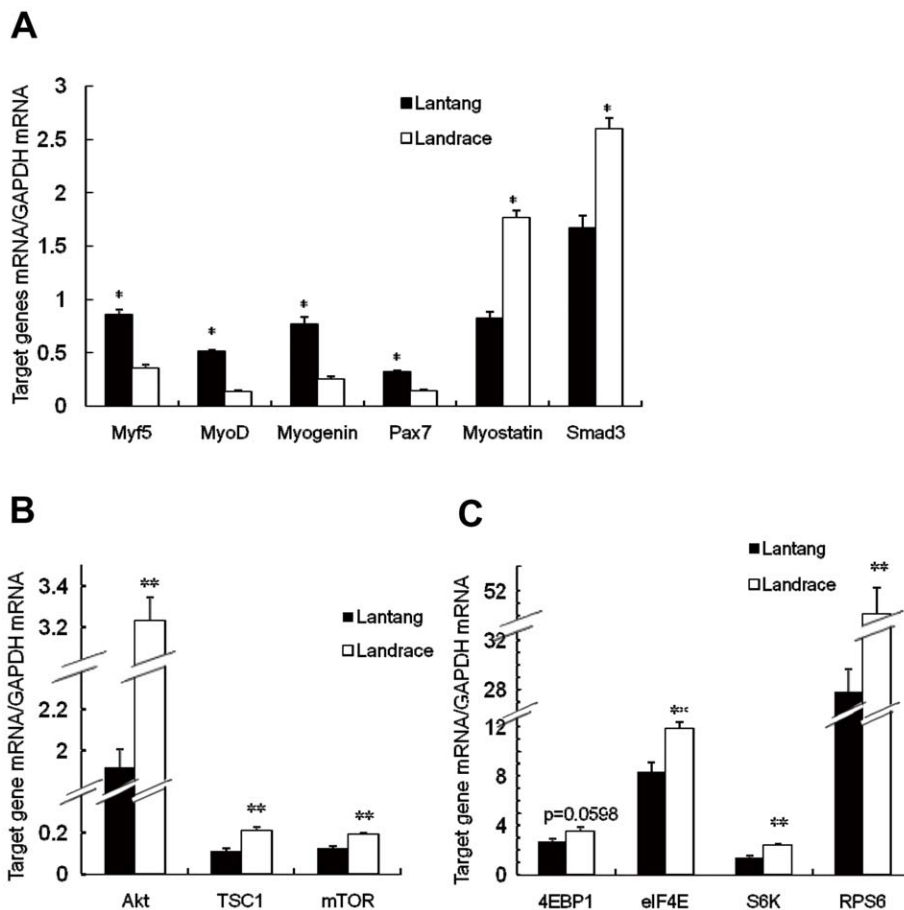 A
Target genes mRNA/GAPDH mRNA
3
2.5
2
1.5
1
0.5
0
Lantang
Landrace
*
*
*
*
*
*
Myf5 MyoD Myogenin Pax7 Myostatin Smad3
B
Target gene mRNA/GAPDH mRNA
3.4
3.2
2.2
2
0.2
0
Lantang
Landrace
**
**
**
Akt TSC1 mTOR
C
Target gene mRNA/GAPDH mRNA
52
32
28
12
8
4
0
Lantang
Landrace
p=0.0598
**
**
**
4EBP1 eIF4E S6K RPS6